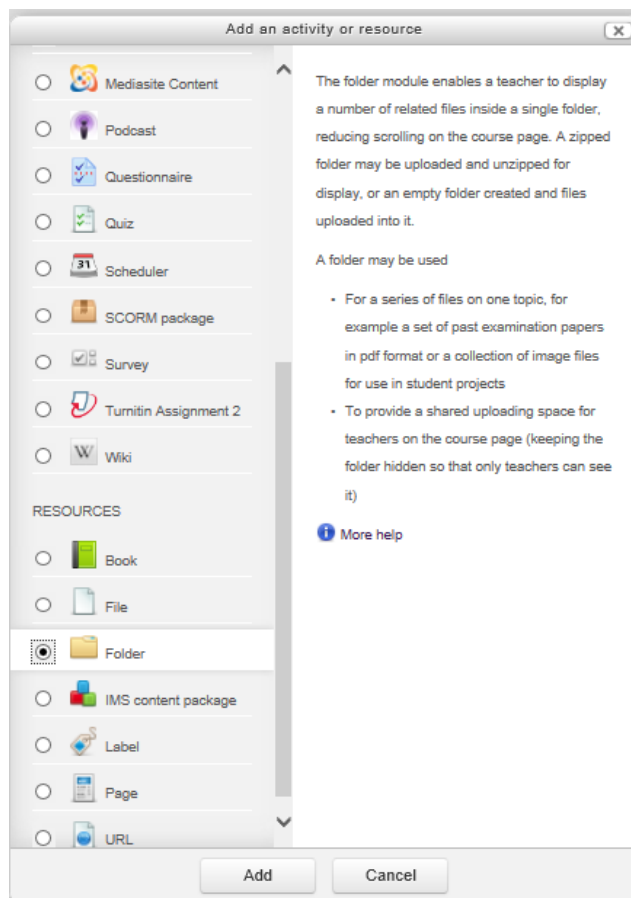 Add an activity or resource
Mediasite Content
Podcast
Questionnaire
Quiz
31
Scheduler
SCORM package
Survey
Turnitin Assignment 2
W
Wiki
RESOURCES
Book
File
Folder
IMS content package
Label
Page
URL
The folder module enables a teacher to display
a number of related files inside a single folder,
reducing scrolling on the course page. A zipped
folder may be uploaded and unzipped for
display, or an empty folder created and files
uploaded into it.
A folder may be used
• For a series of files on one topic, for
example a set of past examination papers
in pdf format or a collection of image files
for use in student projects
• To provide a shared uploading space for
teachers on the course page (keeping the
folder hidden so that only teachers can see
it)
More help
Add
Cancel